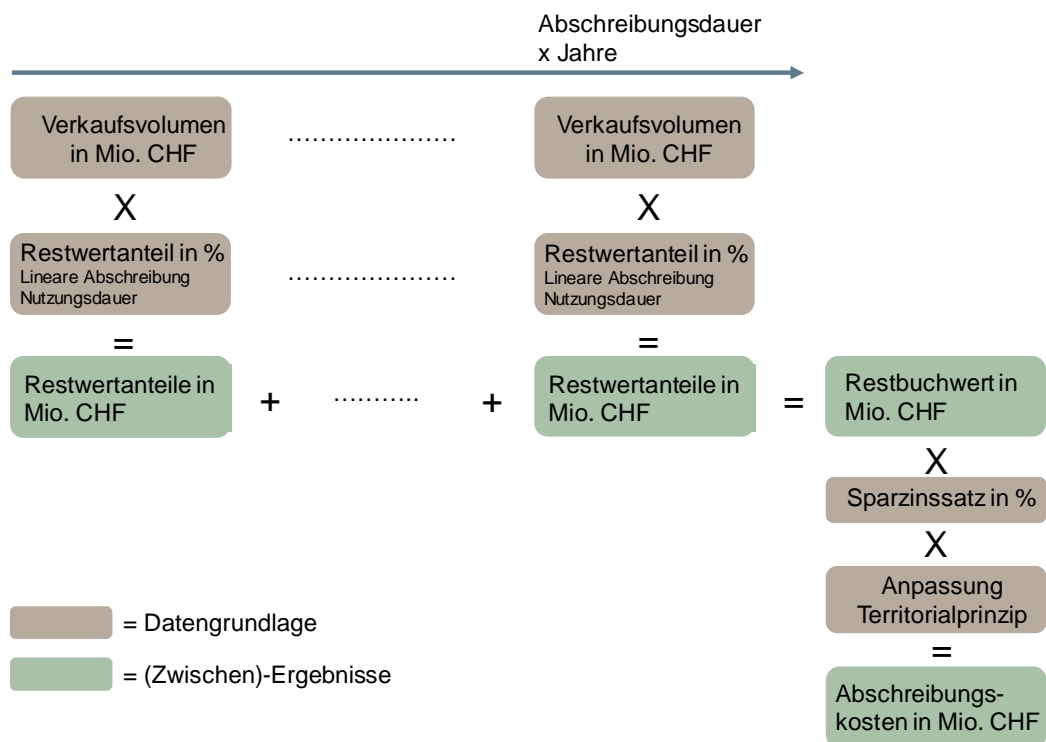 Abschreibungsdauer
x Jahre
Verkaufsvolumen
in Mio. CHF
.....................
Verkaufsvolumen
in Mio. CHF
X
X
Restwertanteil in %
Lineare Abschreibung
Nutzungsdauer
.....................
Restwertanteil in %
Lineare Abschreibung
Nutzungsdauer
=
=
Restwertanteile in
Mio. CHF
+
...........
+
Restwertanteile in
Mio. CHF
=
Restbuchwert in
Mio. CHF
X
Sparzinssatz in %
X
Anpassung
Territorialprinzip
=
Abschreibungs-
kosten in Mio. CHF
= Datengrundlage
= (Zwischen)-Ergebnisse